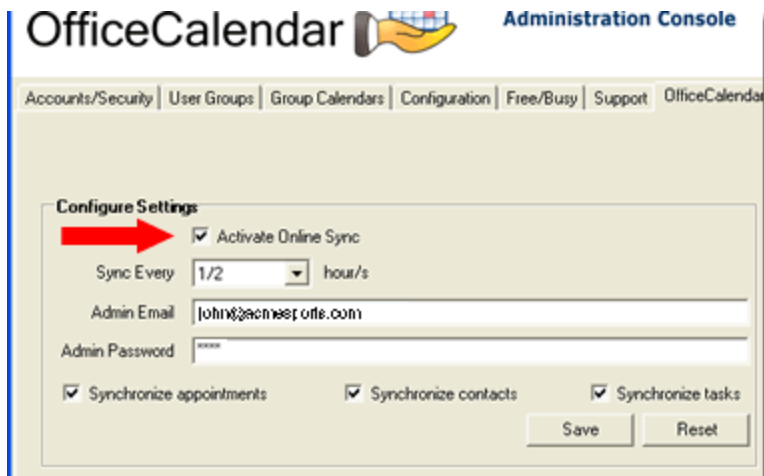 OfficeCalendar
Administration Console
Accounts/Security User Groups Group Calendars Configuration Free/Busy Support OfficeCalendar
Configure Settings
Activate Online Sync
Sync Every 1/2 hour/s
Admin Email john@acmesports.com
Admin Password ****
Synchronize appointments Synchronize contacts Synchronize tasks
Save Reset